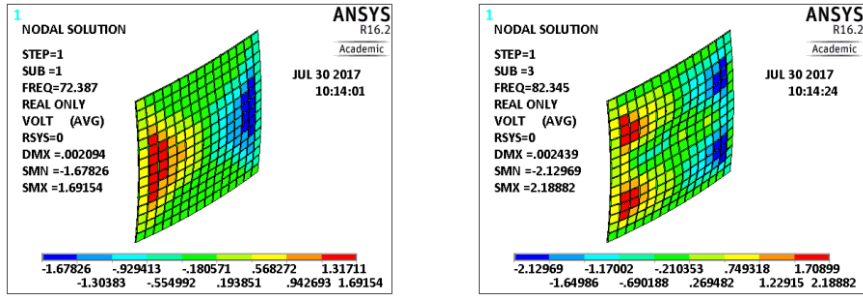 1
ANSYS
R16.2
Academic
NODAL SOLUTION
STEP=1
SUB =1
FREQ=72.387
REAL ONLY
VOLT (AVG)
RSYS=0
DMX =.002094
SMN =-1.67826
SMX =1.69154
JUL 30 2017
10:14:01
-1.67826 -.929413 -.180571 .568272 1.31711
-1.30383 -.554992 .193851 .942693 1.69154
1
ANSYS
R16.2
Academic
NODAL SOLUTION
STEP=1
SUB =3
FREQ=82.345
REAL ONLY
VOLT (AVG)
RSYS=0
DMX =.002439
SMN =-2.12969
SMX =2.18882
JUL 30 2017
10:14:24
-2.12969 -1.17002 -.210353 .749318 1.70899
-1.64986 -.690188 .269482 1.22915 2.18882